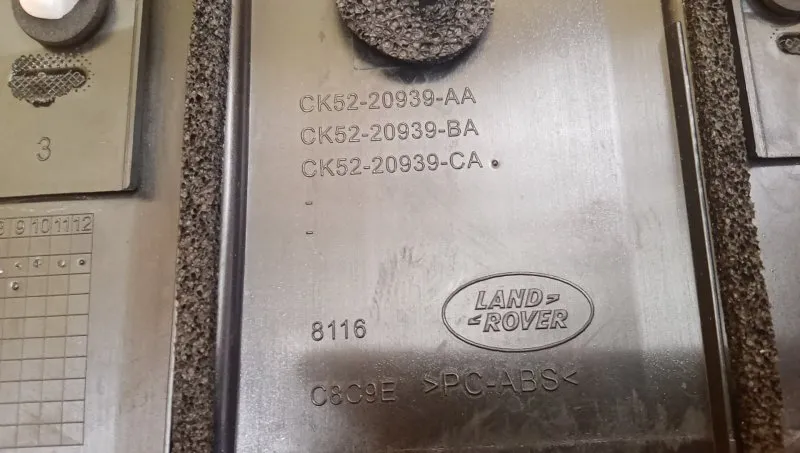 CK52-20939-AA
CK52-20939-BA
CK52-20939-CA
-
-
3
9 10 11 12
LAND
ROVER
8116
C8C9E >PC-ABS<